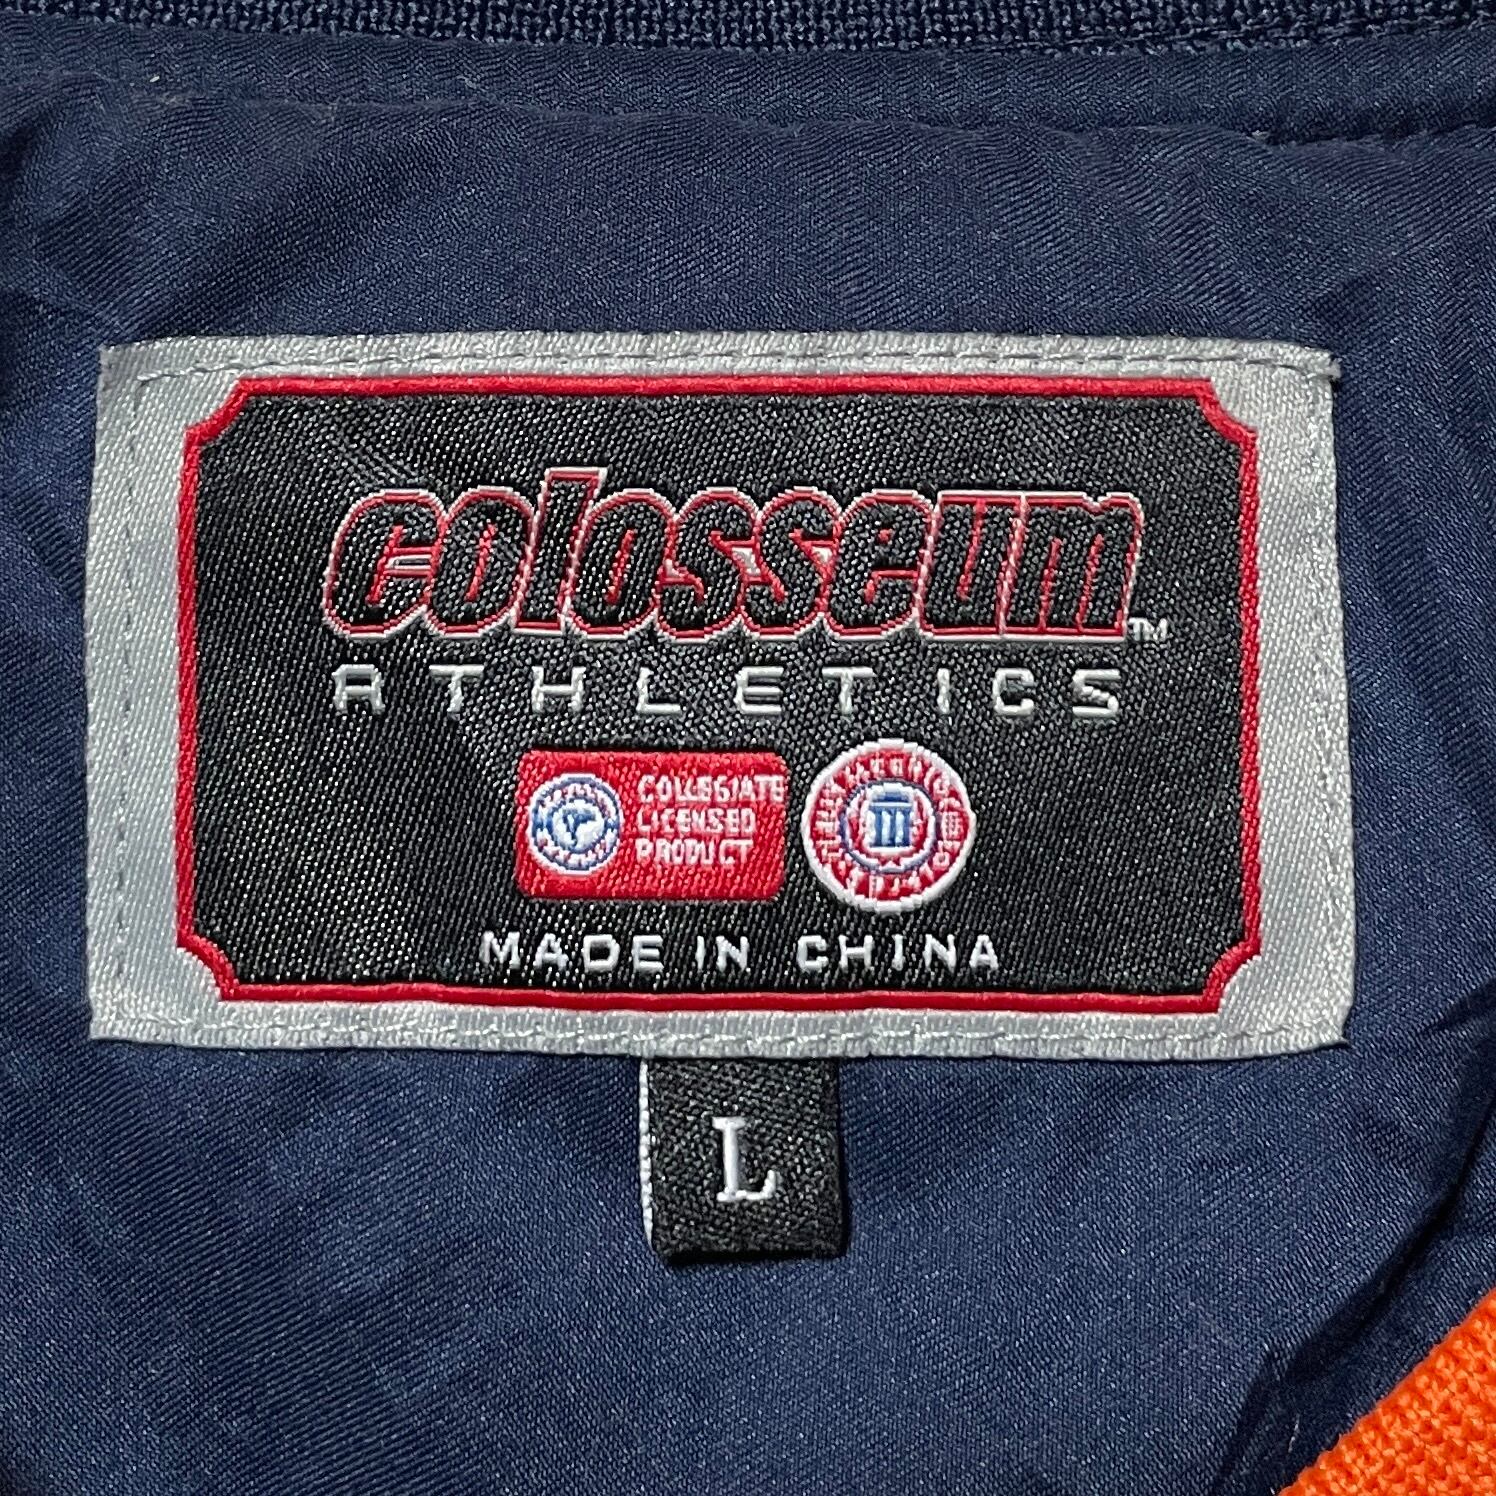 colosseum™
ATHLETICS
COLLEGIATE
LICENSED
PRODUCT
MADE IN CHINA
L